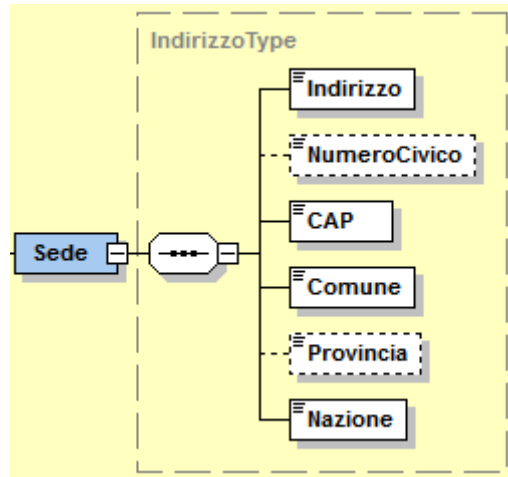 IndirizzoType
Indirizzo
NumeroCivico
CAP
Sede
Comune
Provincia
Nazione